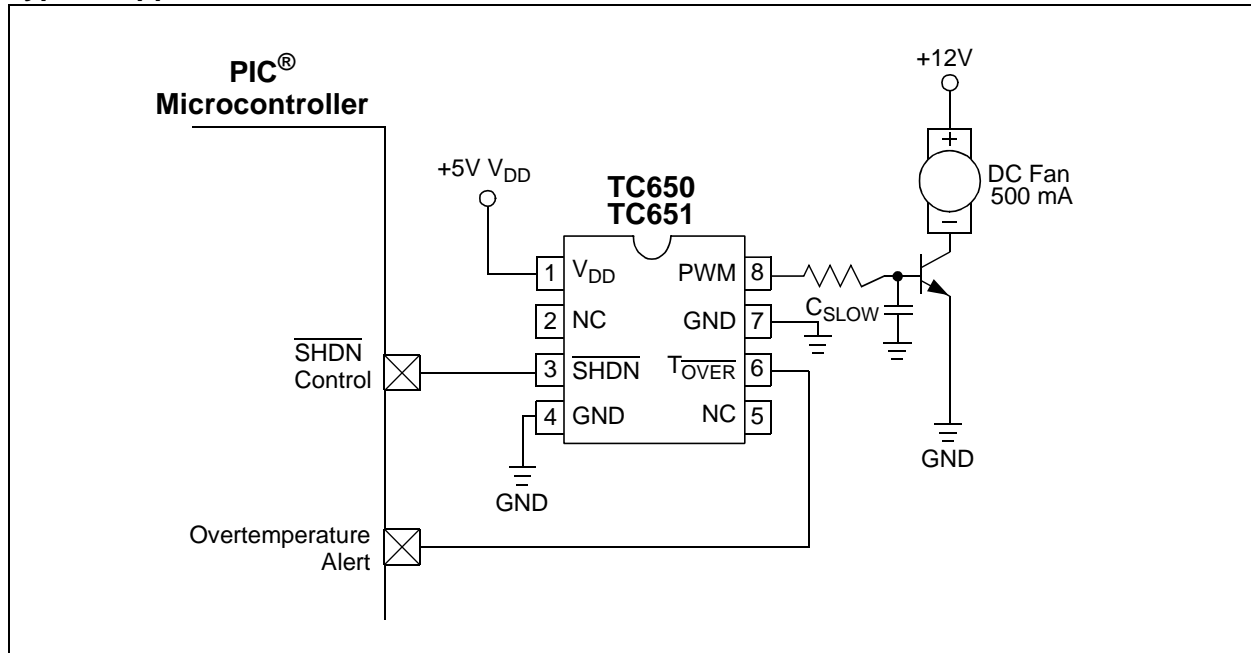 PIC®
Microcontroller
+12V
+5V VDD
TC650
TC651
+
DC Fan
500 mA
–
1 VDD
PWM 8
2 NC
GND 7
CSLOW
SHDN
Control
3 SHDN
TOVER 6
4 GND
NC 5
GND
GND
Overtemperature
Alert